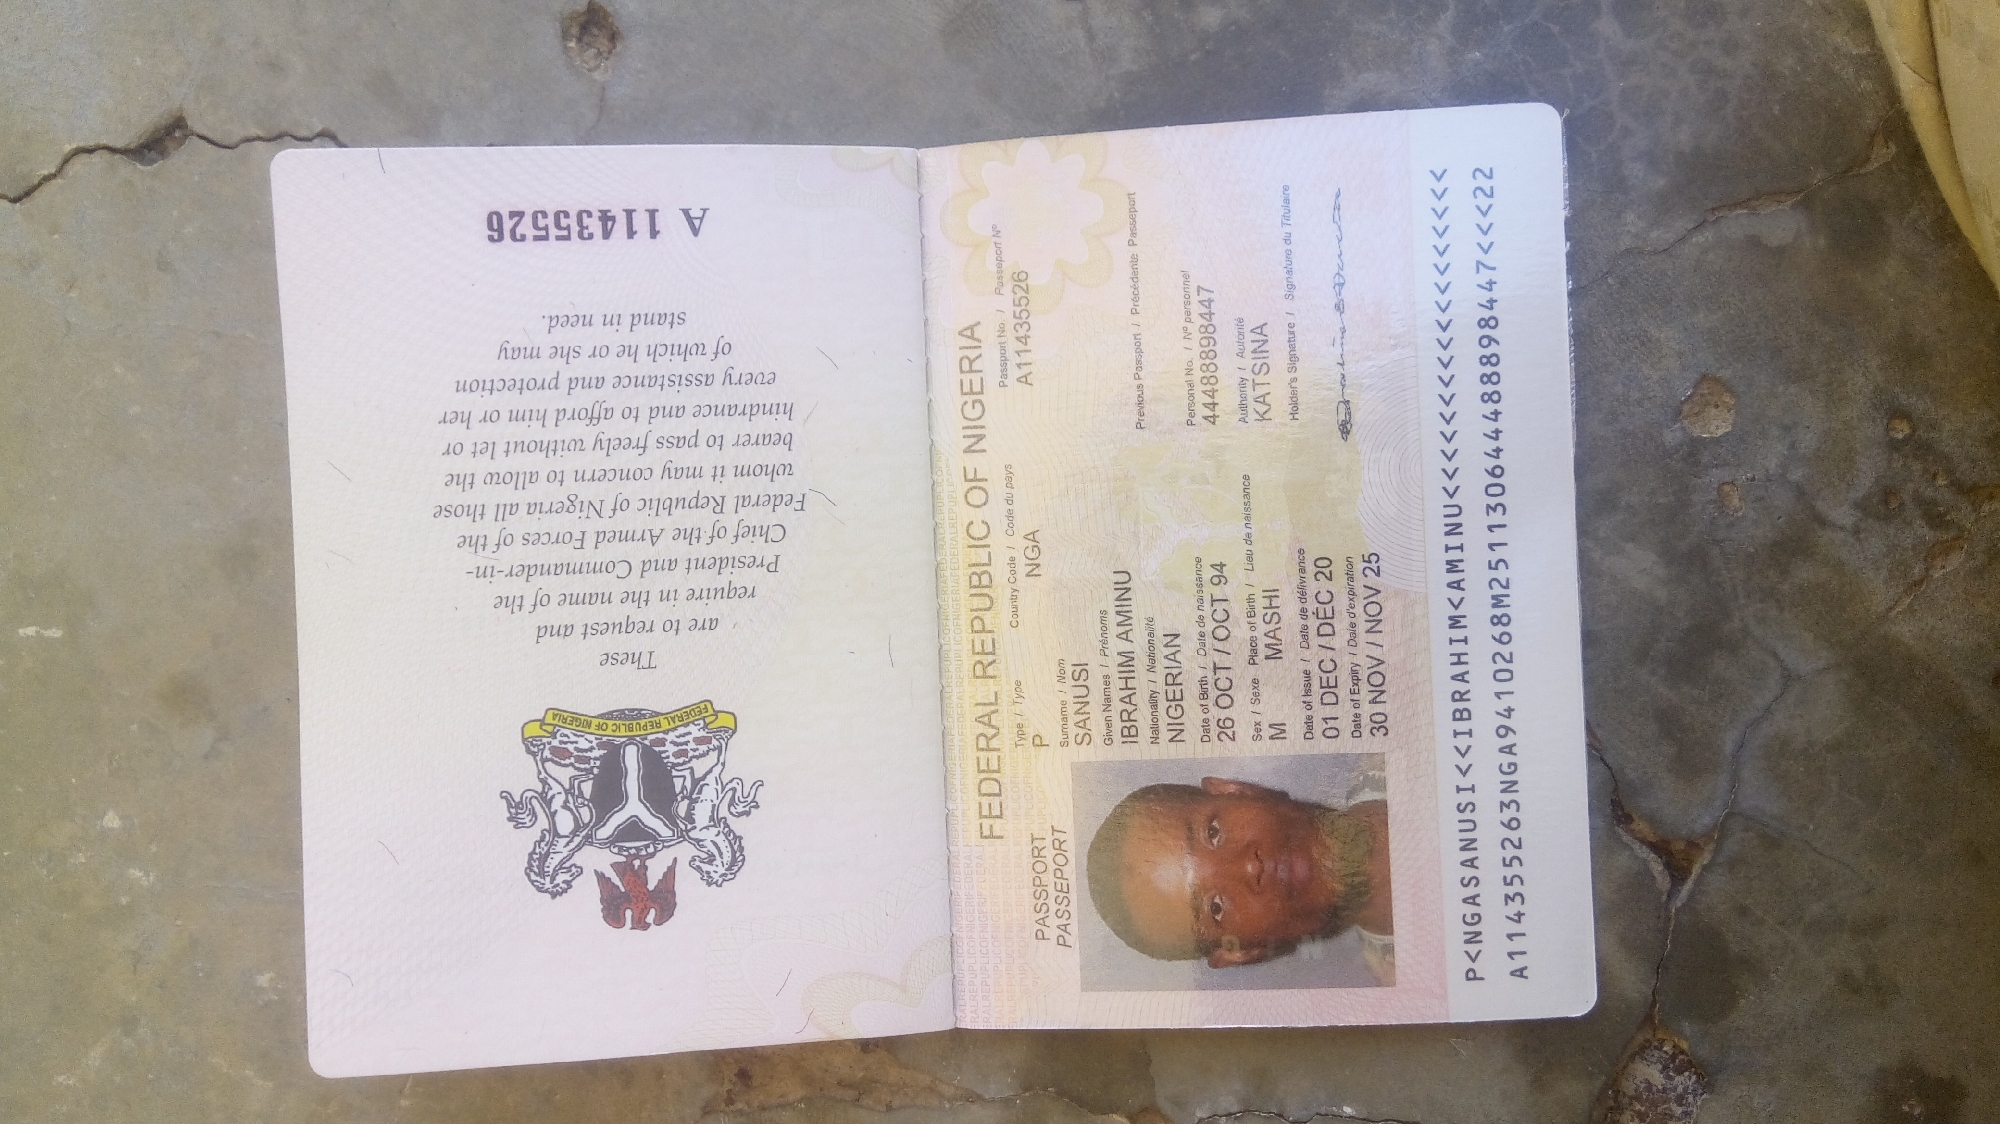 FEDERAL REPUBLIC OF NIGERIA
These
are to request and
require in the name of the
President and Commander-in-
Chief of the Armed Forces of the
Federal Republic of Nigeria all those
whom it may concern to allow the
bearer to pass freely without let or
hindrance and to afford him or her
every assistance and protection
of which he or she may
stand in need.
A 11435526
FEDERAL REPUBLIC OF NIGERIA
PASSPORT
PASSEPORT
Type / Type
Country Code / Code du pays
Passport No. / Passeport Nº
P
NGA
A11435526
Surname / Nom
SANUSI
Given Names / Prénoms
IBRAHIM AMINU
Previous Passport / Précédente Passeport
Nationality / Nationalité
NIGERIAN
Personal No. / Nº personnel
44488898447
Date of Birth / Date de naissance
26 OCT / OCT 94
Authority / Autorité
KATSINA
Sex / Sexe Place of Birth / Lieu de naissance
M MASHI
Holder's Signature / Signature du Titulaire
Date of Issue / Date de délivrance
01 DEC / DÉC 20
Date of Expiry / Date d'expiration
30 NOV / NOV 25
P<NGASANUSI<<IBRAHIM<AMINU<<<<<<<<<<<<<<<<<<
A114355263NGA9410268M251130644488898447<<<22